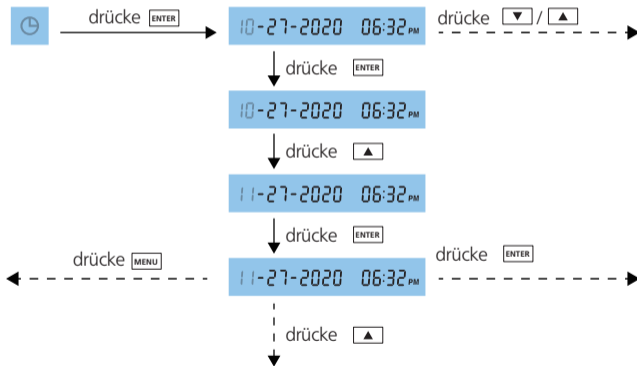 drücke ENTER
10-27-2020 06:32 PM
drücke ▼ / ▲
drücke ENTER
10-27-2020 06:32 PM
drücke ▲
11-27-2020 06:32 PM
drücke ENTER
drücke MENU
11-27-2020 06:32 PM
drücke ENTER
drücke ▲